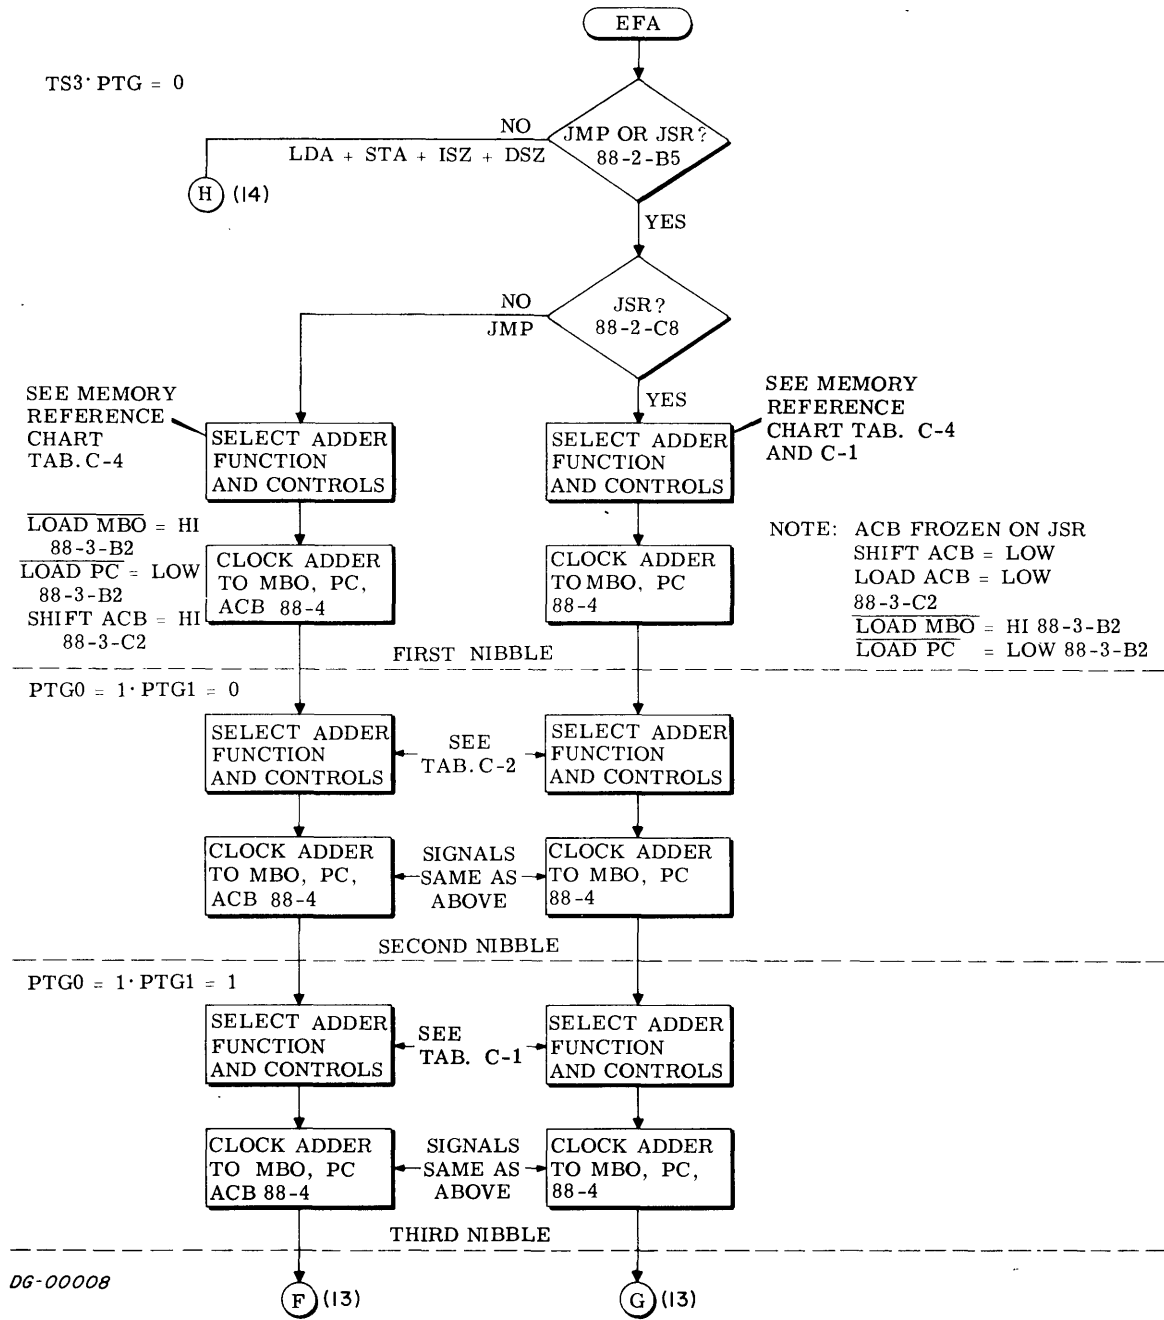 EFA
TS3· PTG = 0
JMP OR JSR?
88-2-B5
NO
LDA + STA + ISZ + DSZ
H (14)
YES
JSR?
88-2-C8
NO
JMP
YES
SEE MEMORY
REFERENCE
CHART
TAB. C-4
SELECT ADDER
FUNCTION
AND CONTROLS
SELECT ADDER
FUNCTION
AND CONTROLS
SEE MEMORY
REFERENCE
CHART TAB. C-4
AND C-1
LOAD MBO = HI
88-3-B2
LOAD PC = LOW
88-3-B2
SHIFT ACB = HI
88-3-C2
CLOCK ADDER
TO MBO, PC,
ACB 88-4
CLOCK ADDER
TO MBO, PC
88-4
NOTE: ACB FROZEN ON JSR
SHIFT ACB = LOW
LOAD ACB = LOW
88-3-C2
LOAD MBO = HI 88-3-B2
LOAD PC = LOW 88-3-B2
FIRST NIBBLE
PTG0 = 1· PTG1 = 0
SELECT ADDER
FUNCTION
AND CONTROLS
SEE
TAB. C-2
SELECT ADDER
FUNCTION
AND CONTROLS
CLOCK ADDER
TO MBO, PC,
ACB 88-4
SIGNALS
SAME AS
ABOVE
CLOCK ADDER
TO MBO, PC
88-4
SECOND NIBBLE
PTG0 = 1· PTG1 = 1
SELECT ADDER
FUNCTION
AND CONTROLS
SEE
TAB. C-1
SELECT ADDER
FUNCTION
AND CONTROLS
CLOCK ADDER
TO MBO, PC
ACB 88-4
SIGNALS
SAME AS
ABOVE
CLOCK ADDER
TO MBO, PC,
88-4
THIRD NIBBLE
DG-00008
F (13)
G (13)